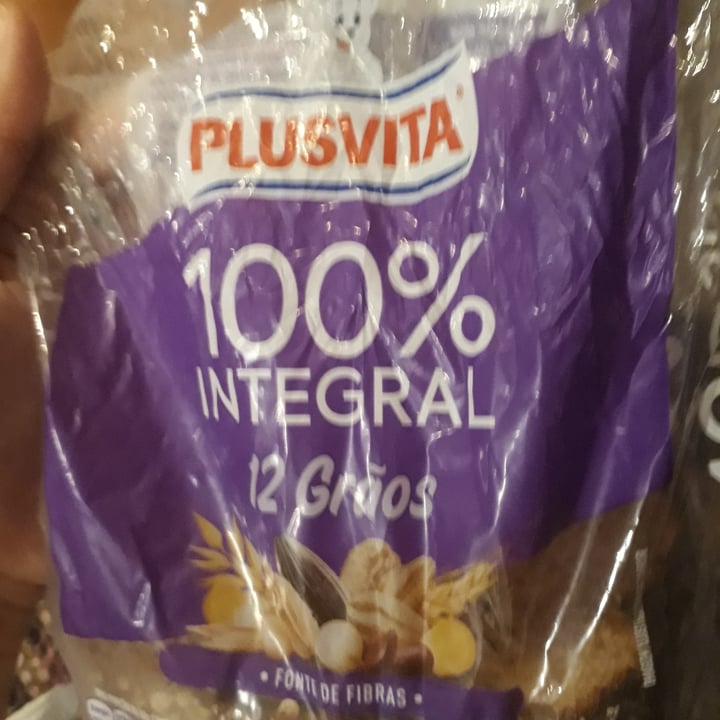 PLUSVITA
100%
INTEGRAL
12 Grãos
• FONTE DE FIBRAS •